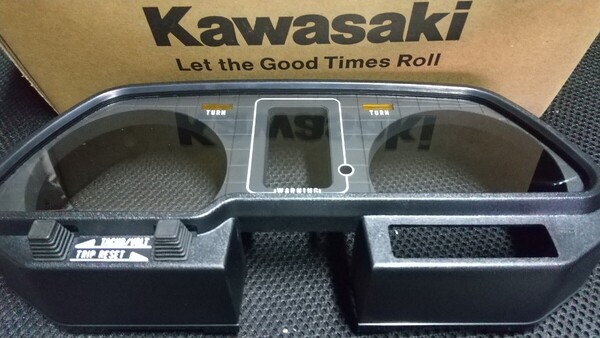 Kawasaki
Let the Good Times Roll
TURN
TURN
WARNING
TACHO/VOLT
TRIP RESET